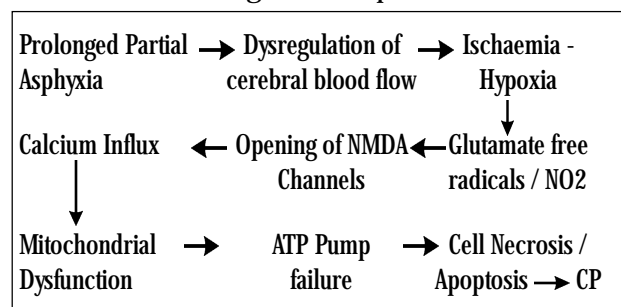 Prolonged Partial → Dysregulation of → Ischaemia -
Asphyxia cerebral blood flow Hypoxia
Calcium Influx ← Opening of NMDA ← Glutamate free
Channels radicals / NO2
Mitochondrial → ATP Pump → Cell Necrosis /
Dysfunction failure Apoptosis → CP